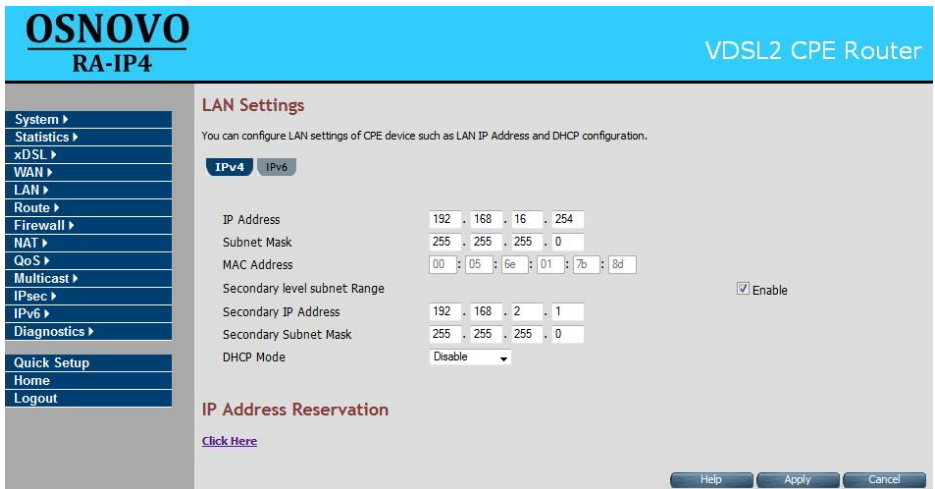 OSNOVO
RA-IP4
VDSL2 CPE Router
System
Statistics
xDSL
WAN
LAN
Route
Firewall
NAT
QoS
Multicast
IPsec
IPv6
Diagnostics
Quick Setup
Home
Logout
LAN Settings
You can configure LAN settings of CPE device such as LAN IP Address and DHCP configuration.
IPv4 IPv6
IP Address 192 . 168 . 16 . 254
Subnet Mask 255 . 255 . 255 . 0
MAC Address 00 : 05 : 6e : 01 : 7b : 8d
Secondary level subnet Range Enable
Secondary IP Address 192 . 168 . 2 . 1
Secondary Subnet Mask 255 . 255 . 255 . 0
DHCP Mode Disable
IP Address Reservation
Click Here
Help Apply Cancel